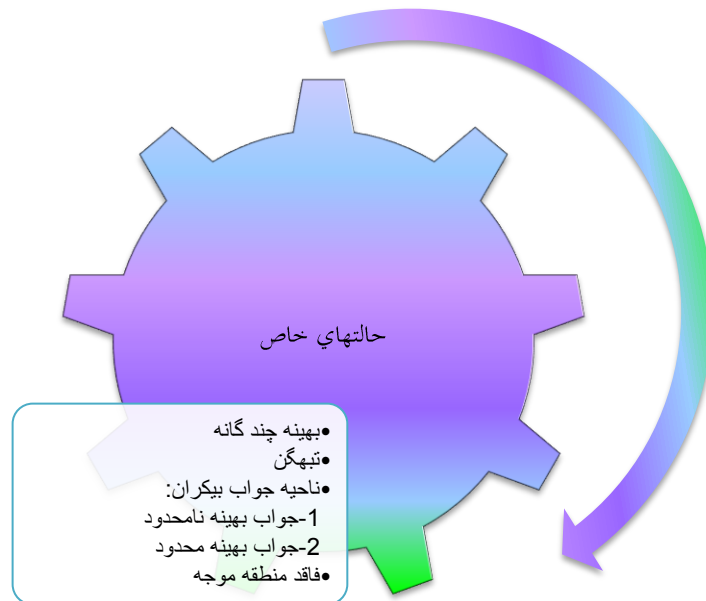 حالتهاي خاص
•بهينه چند گانه
•تبهگن
•ناحيه جواب بيكران:
1-جواب بهينه نامحدود
2-جواب بهينه محدود
•فاقد منطقه موجه